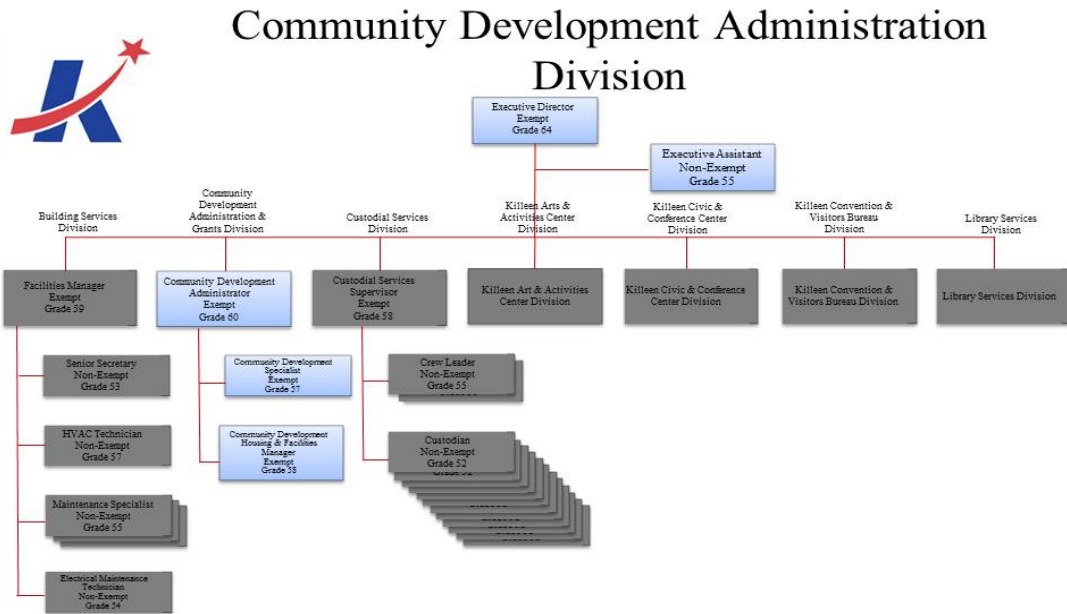 Community Development Administration
Division
Executive Director
Exempt
Grade 64
Executive Assistant
Non-Exempt
Grade 55
Building Services
Division
Community
Development
Administration &
Grants Division
Custodial Services
Division
Killeen Arts &
Activities Center
Division
Killeen Civic &
Conference Center
Division
Killeen Convention &
Visitors Bureau
Division
Library Services
Division
Facilities Manager
Exempt
Grade 59
Community Development
Administrator
Exempt
Grade 60
Custodial Services
Supervisor
Exempt
Grade 58
Killeen Art & Activities
Center Division
Killeen Civic & Conference
Center Division
Killeen Convention &
Visitors Bureau Division
Library Services Division
Senior Secretary
Non-Exempt
Grade 53
HVAC Technician
Non-Exempt
Grade 57
Maintenance Specialist
Non-Exempt
Grade 55
Electrical Maintenance
Technician
Non-Exempt
Grade 54
Community Development
Specialist
Exempt
Grade 57
Community Development
Housing & Facilities
Manager
Exempt
Grade 58
Crew Leader
Non-Exempt
Grade 55
Custodian
Non-Exempt
Grade 52